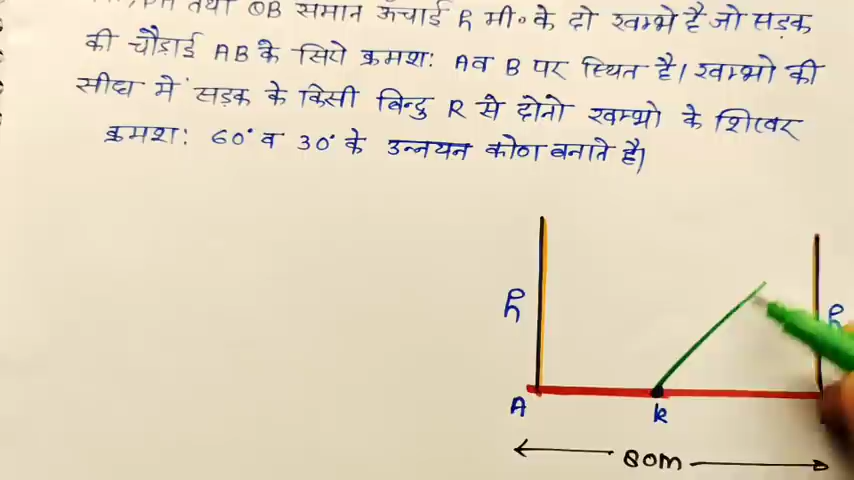 तथा QB समान ऊँचाई h मी॰ के दो खम्भे है जो सड़क
की चौड़ाई AB के सिरो क्रमशः A व B पर स्थित है। खम्भो की
सीध में सड़क के किसी बिन्दु R से दोनो खम्भो के शिखर
क्रमशः 60° व 30° के उन्नयन कोण बनाते है।
h
h
A
R
80m